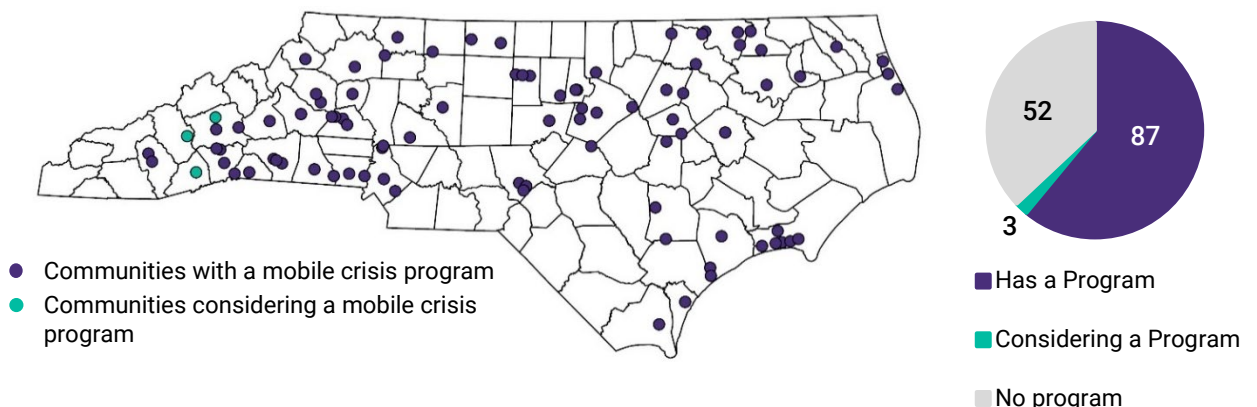 52
87
3
Communities with a mobile crisis program
Communities considering a mobile crisis
program
Has a Program
Considering a Program
No program